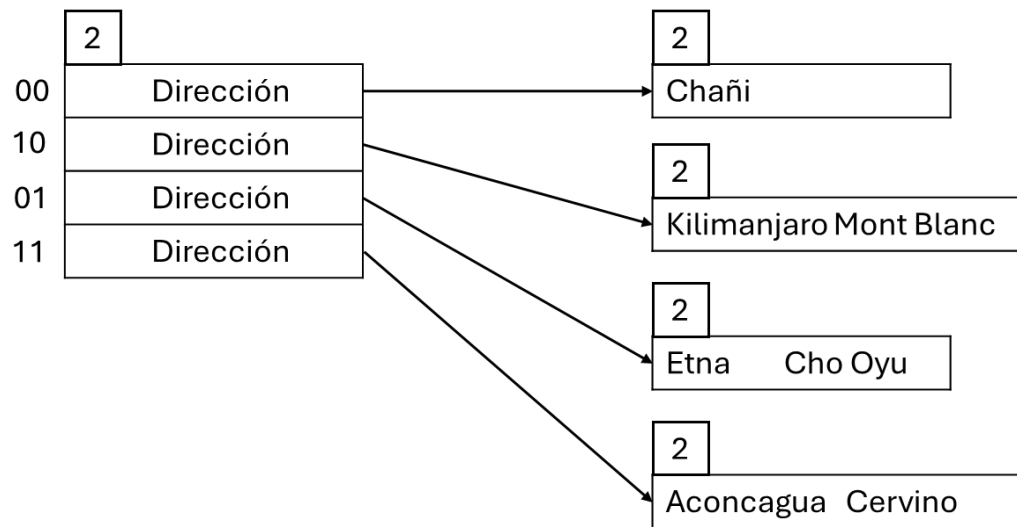 2
00 Dirección
10 Dirección
01 Dirección
11 Dirección
2
Chañi
2
Kilimanjaro Mont Blanc
2
Etna Cho Oyu
2
Aconcagua Cervino